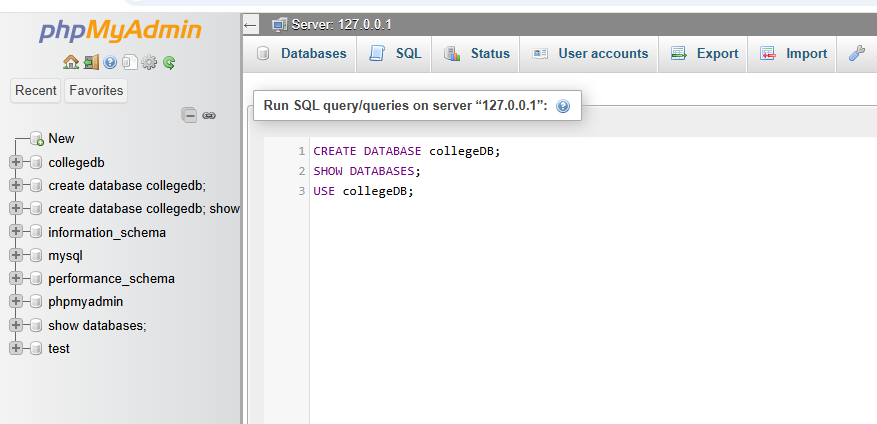 phpMyAdmin
Recent Favorites
New
collegedb
create database collegedb;
create database collegedb; show
information_schema
mysql
performance_schema
phpmyadmin
show databases;
test
Server: 127.0.0.1
Databases SQL Status User accounts Export Import
Run SQL query/queries on server “127.0.0.1”:
1 CREATE DATABASE collegeDB;
2 SHOW DATABASES;
3 USE collegeDB;